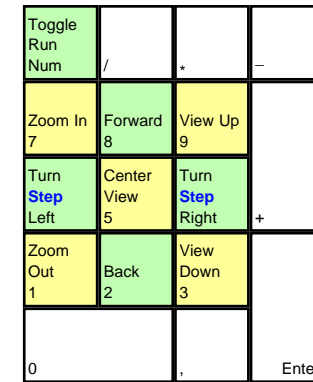 Toggle
Run
Num
/
*
–
Zoom In
7
Forward
8
View Up
9
Turn
Step
Left
Center
View
5
Turn
Step
Right
+
Zoom
Out
1
Back
2
View
Down
3
0
,
Ente